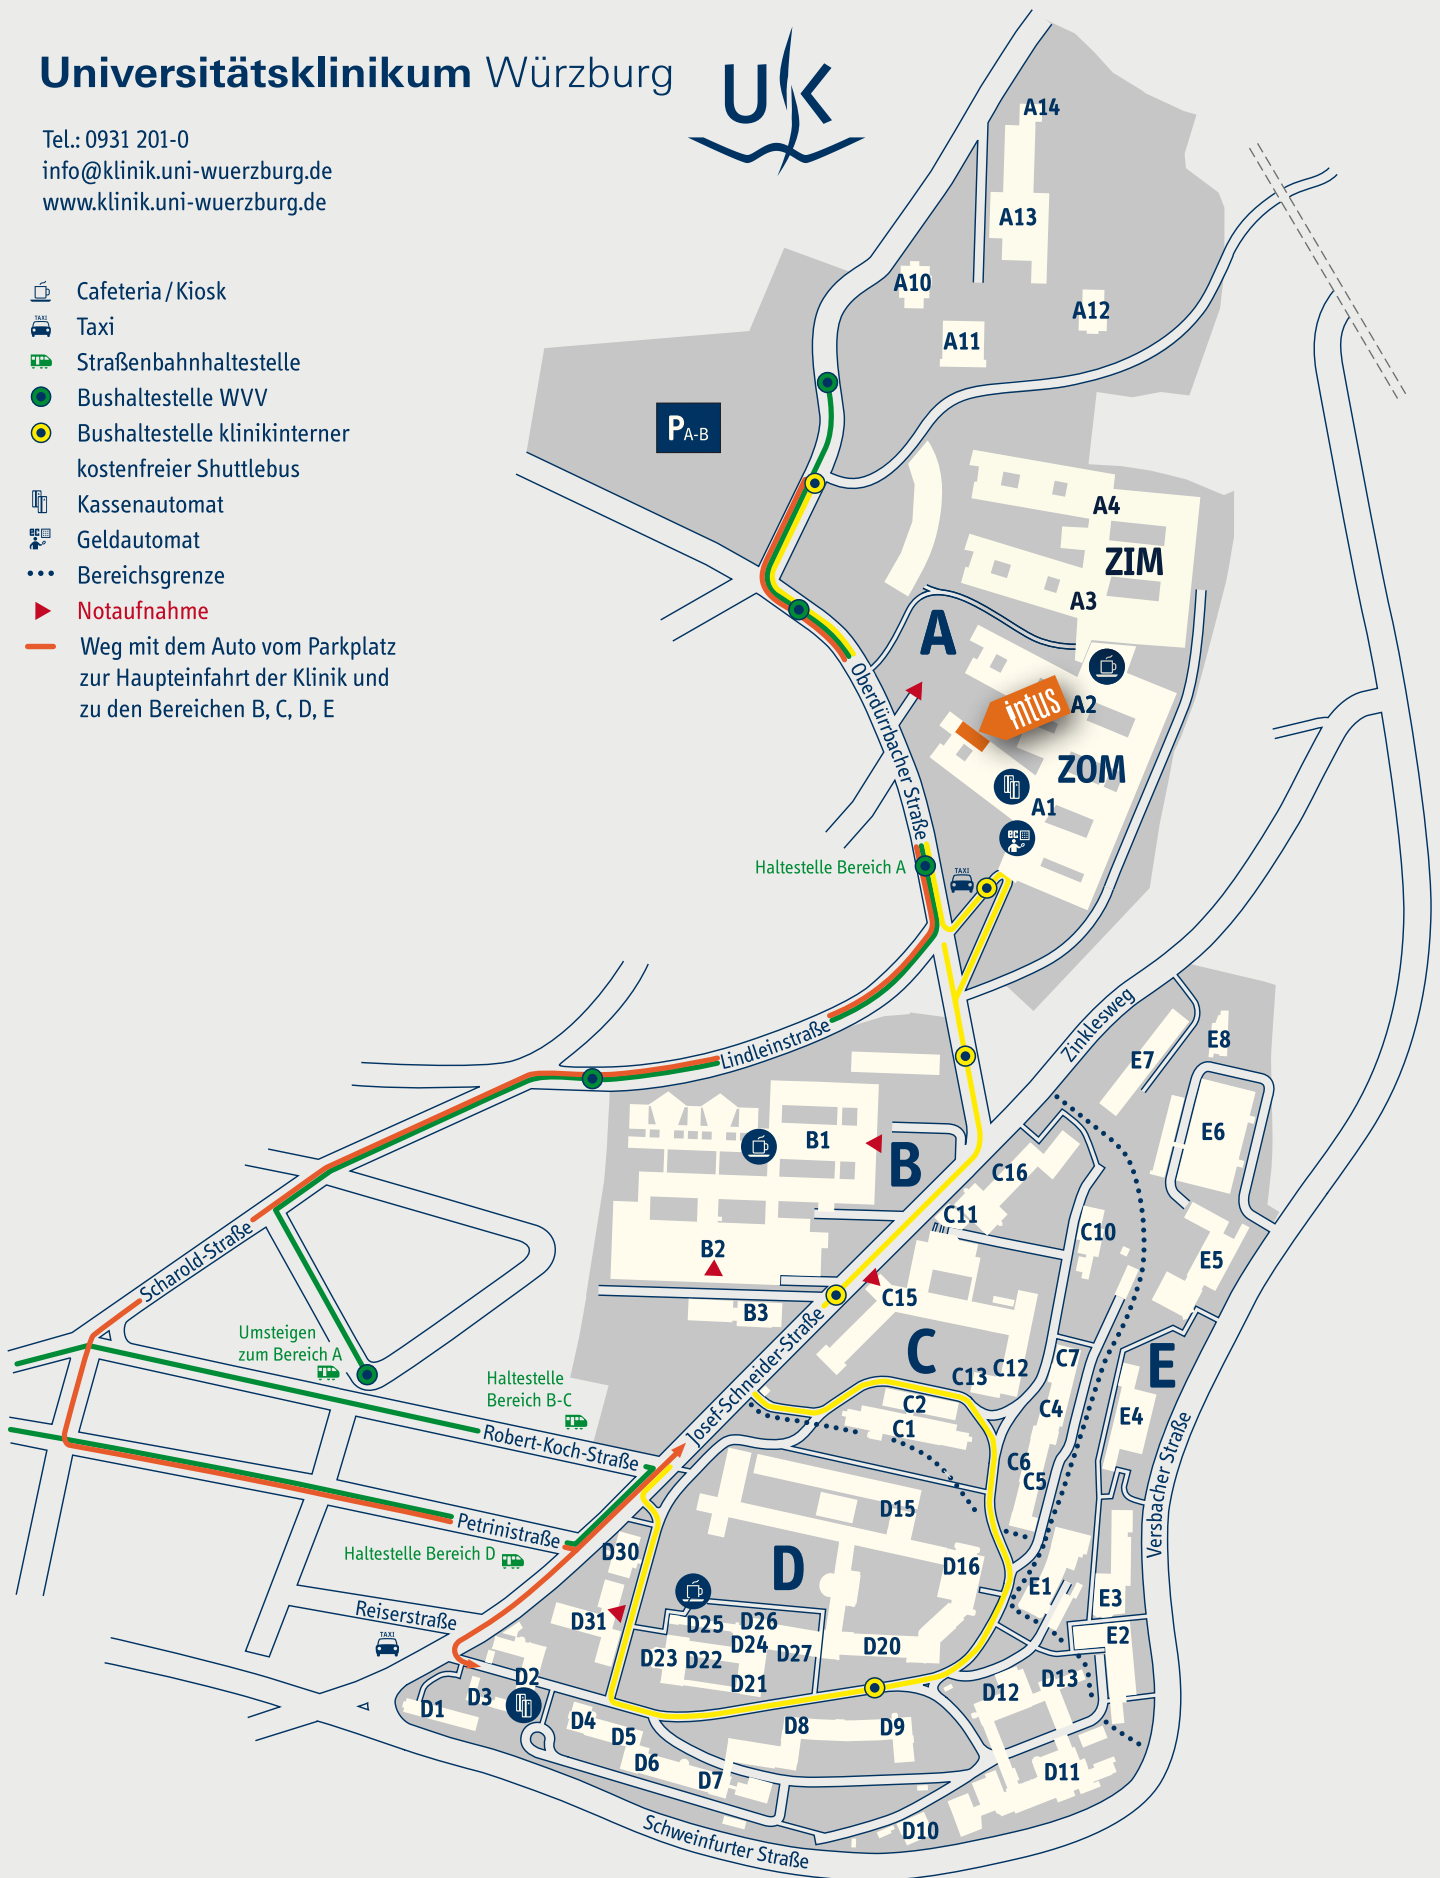 Universitätsklinikum Würzburg
UK
Tel.: 0931 201-0
info@klinik.uni-wuerzburg.de
www.klinik.uni-wuerzburg.de
Cafeteria / Kiosk
TAXI
Taxi
Straßenbahnhaltestelle
Bushaltestelle WVV
Bushaltestelle klinikinterner
kostenfreier Shuttlebus
Kassenautomat
EC
Geldautomat
Bereichsgrenze
Notaufnahme
Weg mit dem Auto vom Parkplatz
zur Haupteinfahrt der Klinik und
zu den Bereichen B, C, D, E
A14
A13
A10
A12
A11
PA-B
A4
ZIM
A3
A
intus
A2
ZOM
A1
EC
Oberdürrbacher Straße
Haltestelle Bereich A
TAXI
Zinklesweg
Lindleinstraße
E8
E7
E6
B1
B
C16
C11
C10
E5
B2
B3
C15
C
C12
C13
C7
E
Scharold-Straße
Umsteigen
zum Bereich A
Haltestelle
Bereich B-C
Josef-Schneider-Straße
Robert-Koch-Straße
C2
C1
C4
E4
C6
C5
Versbacher Straße
Petrinistraße
Haltestelle Bereich D
D15
D30
D
D16
E1
E3
E2
Reiserstraße
TAXI
D31
D25
D26
D24
D27
D20
D23
D22
D21
D2
D3
D1
D4
D5
D6
D7
D8
D9
D12
D13
D11
D10
Schweinfurter Straße